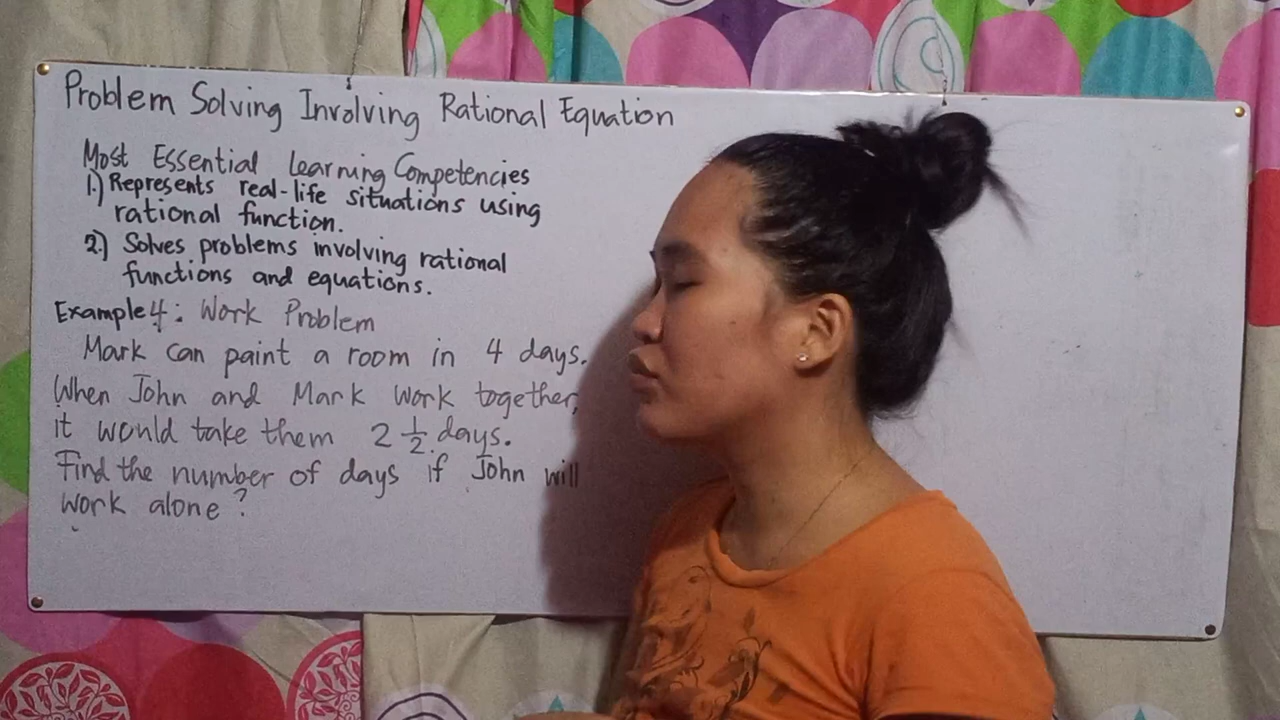 Problem Solving Involving Rational Equation
Most Essential Learning Competencies
1.) Represents real-life situations using
rational function.
2.) Solves problems involving rational
functions and equations.
Example 4: Work Problem
Mark can paint a room in 4 days.
When John and Mark work together,
it would take them 2 1/2 days.
Find the number of days if John will
work alone?